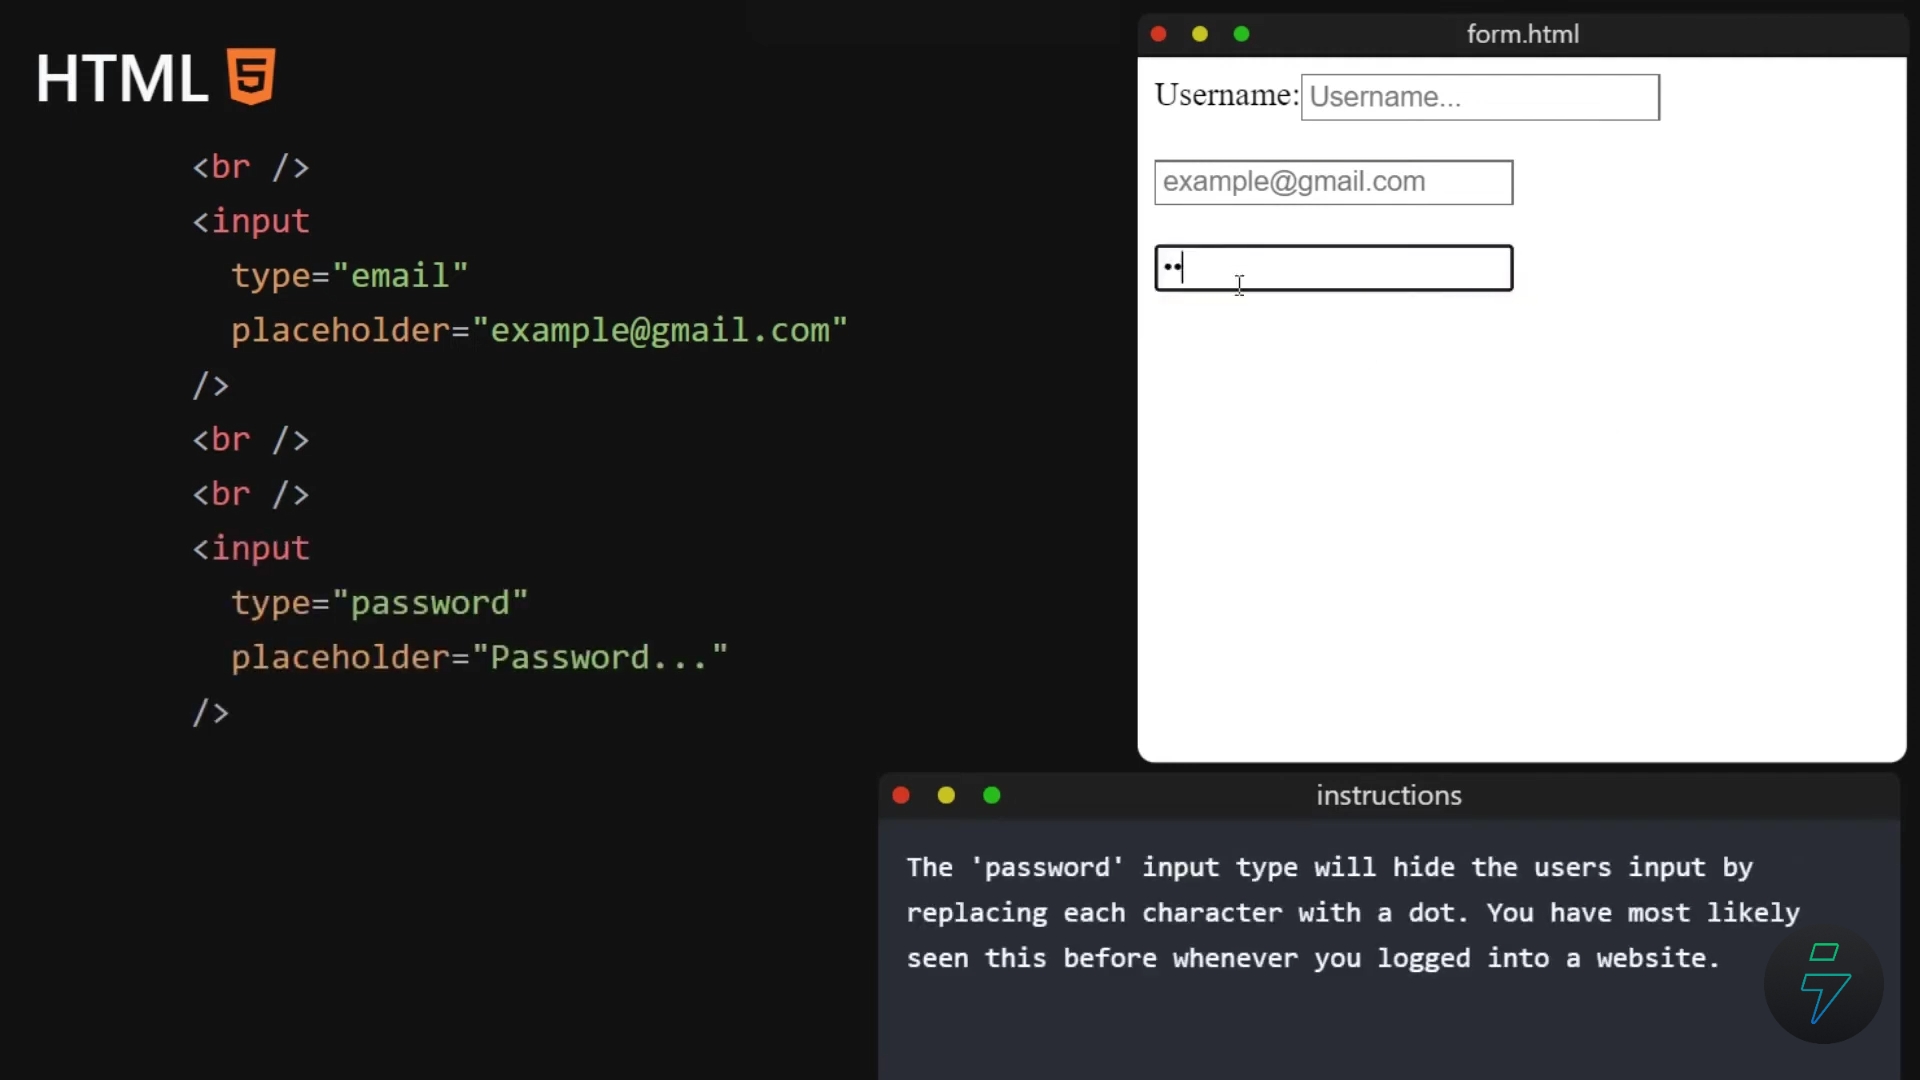 HTML 5
<br />
<input
type="email"
placeholder="example@gmail.com"
/>
<br />
<br />
<input
type="password"
placeholder="Password..."
/>
form.html
Username: Username...
example@gmail.com
••
instructions
The 'password' input type will hide the users input by
replacing each character with a dot. You have most likely
seen this before whenever you logged into a website.